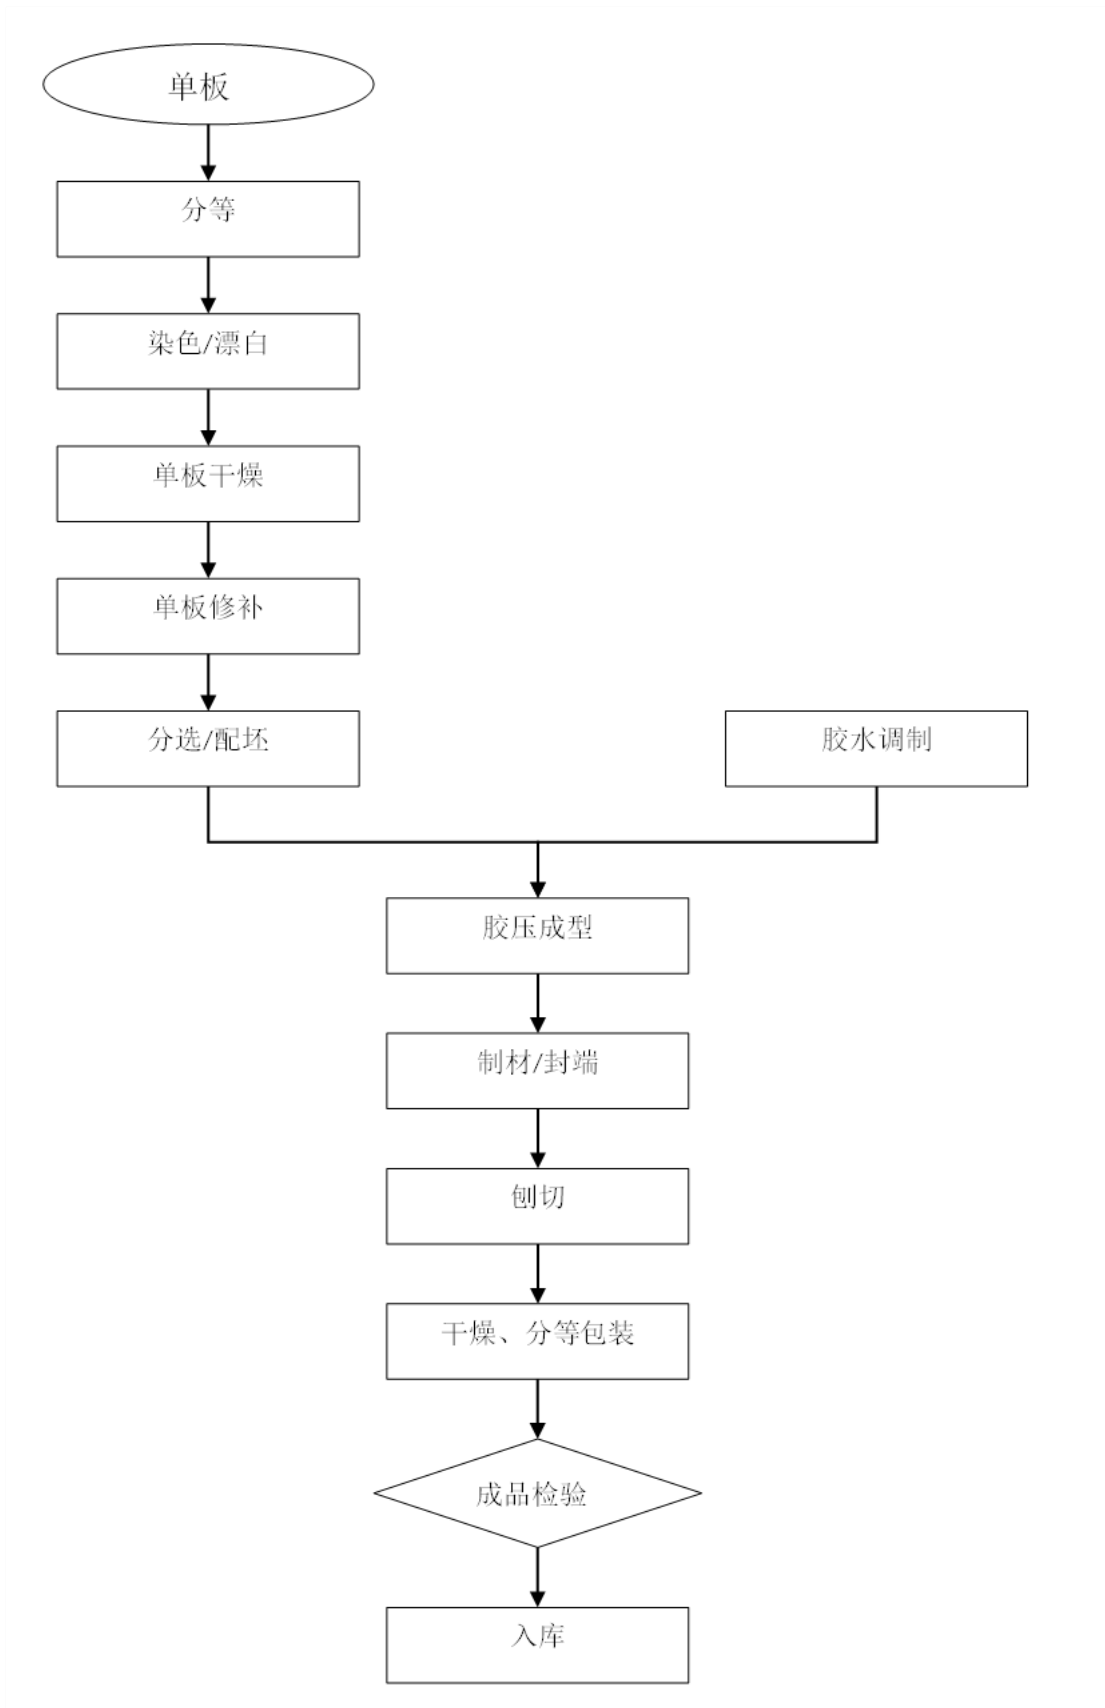 单板
分等
染色/漂白
单板干燥
单板修补
分选/配坯
胶水调制
胶压成型
制材/封端
刨切
干燥、分等包装
成品检验
入库